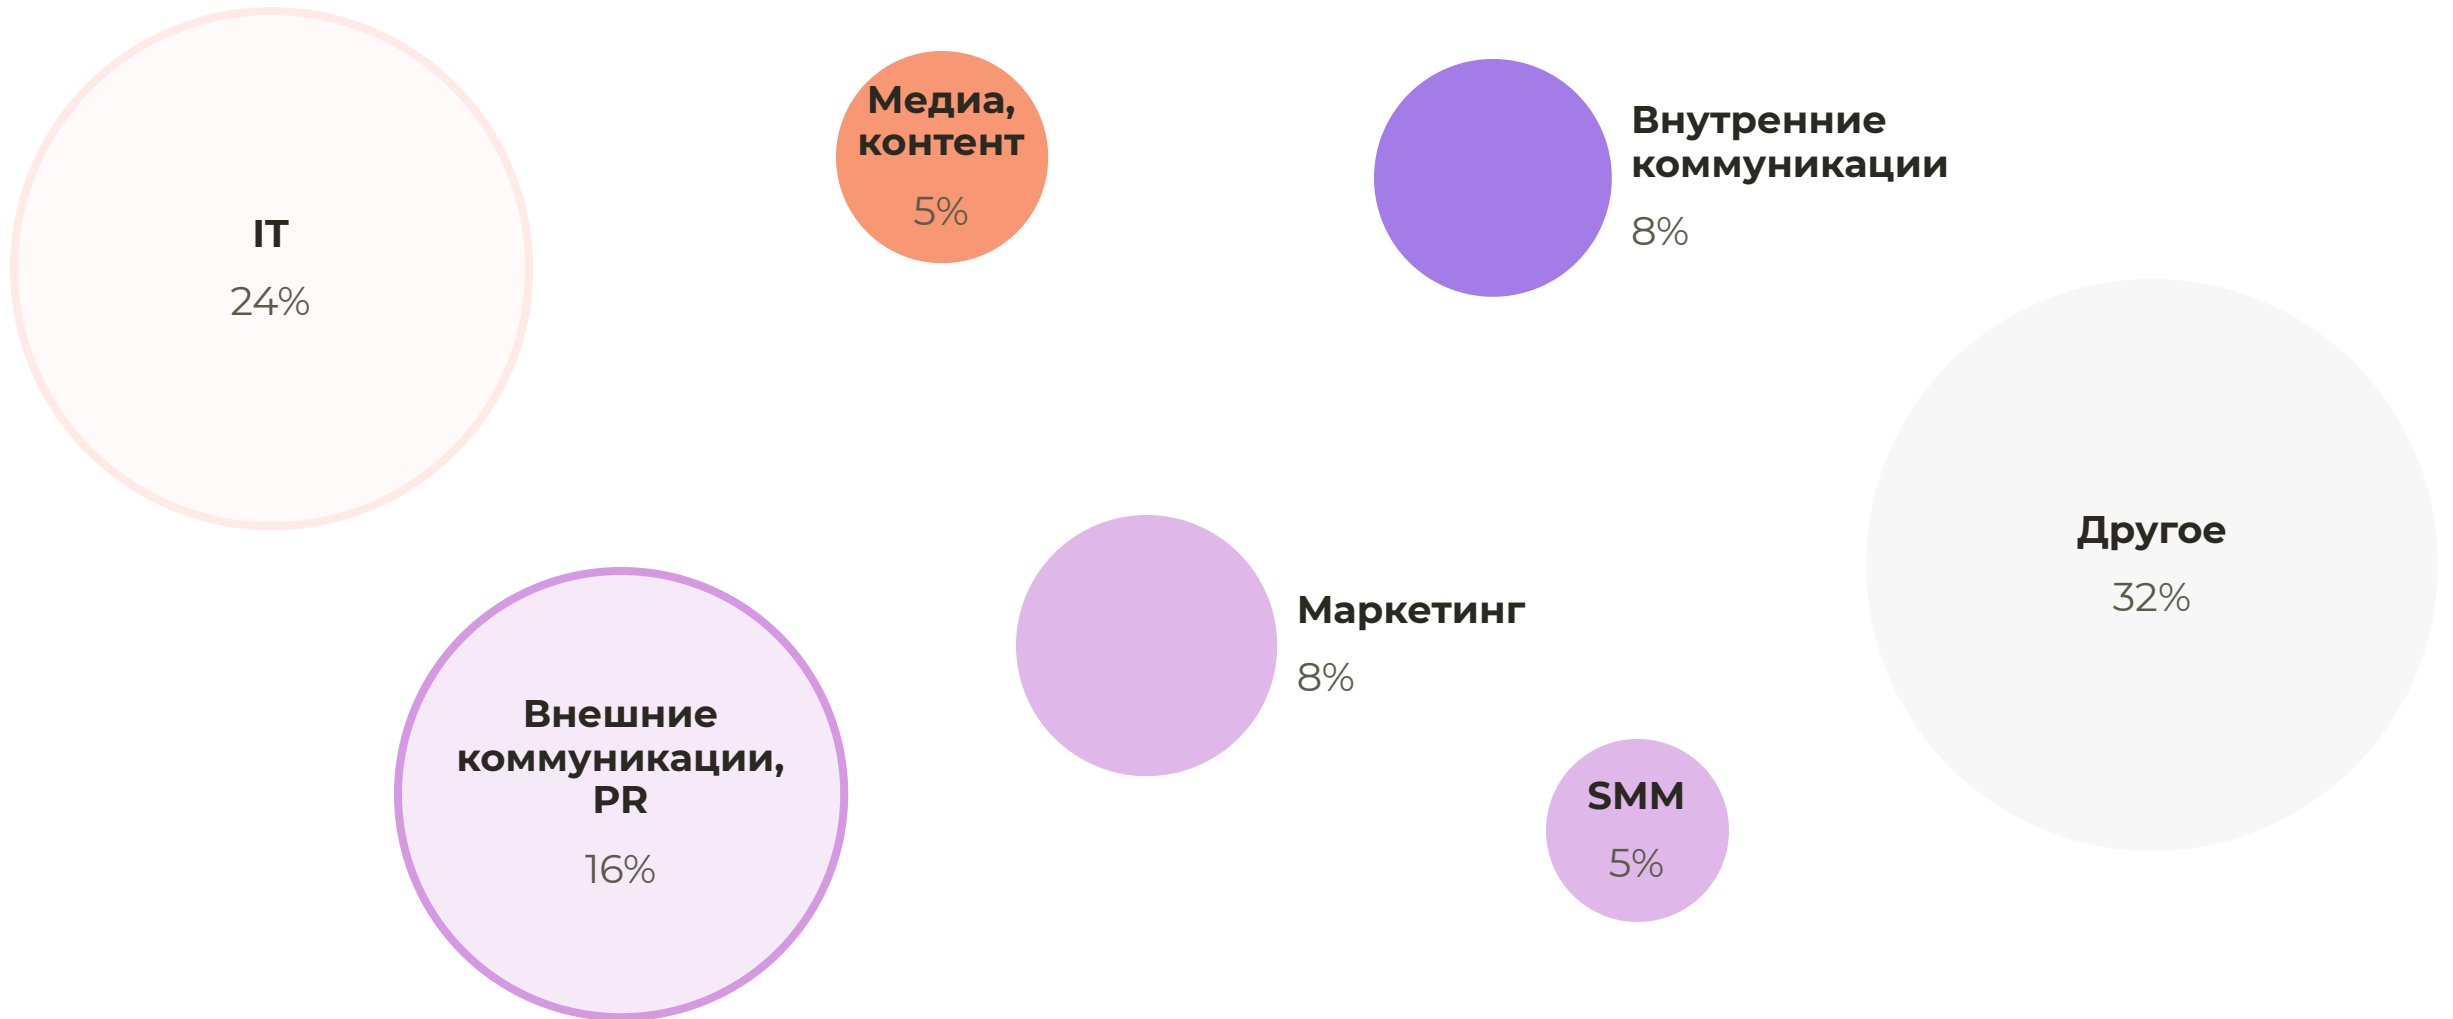 IT
24%
Медиа,
контент
5%
Внутренние
коммуникации
8%
Другое
32%
Внешние
коммуникации,
PR
16%
Маркетинг
8%
SMM
5%